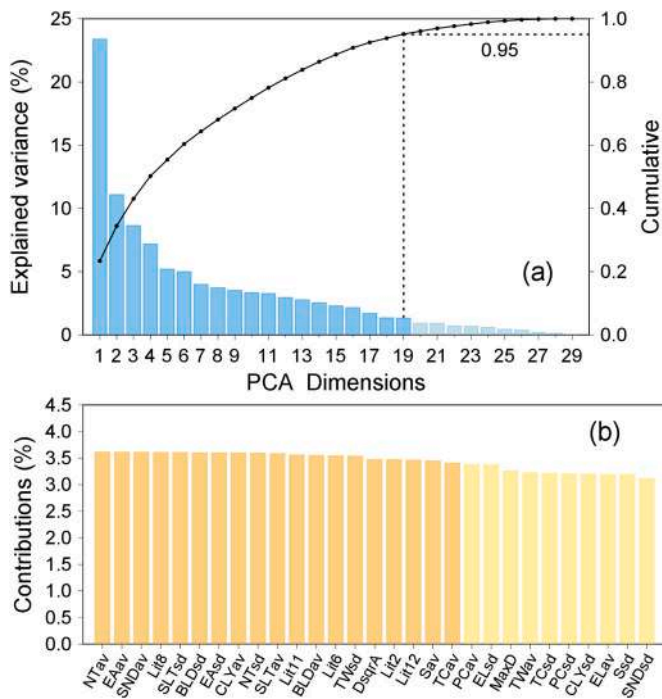 25
20
15
10
5
0
Explained variance (%)
1.0
0.8
0.6
0.4
0.2
0.0
Cumulative
0.95
(a)
1 2 3 4 5 6 7 8 9 11 13 15 17 19 21 23 25 27 29
PCA Dimensions
4.5
4.0
3.5
3.0
2.5
2.0
1.5
1.0
0.5
0.0
Contributions (%)
(b)
NTav
EAav
SNDav
Lit8
SLTsd
BLDsd
EAsd
CLYav
NTsd
SLTav
Lit11
BLDav
Lit6
TWsd
DsqrA
Lit2
Lit12
Sav
TCav
PCav
ELsd
MaxD
TWav
TCsd
PCsd
CLYsd
ELav
Ssd
SNDsd